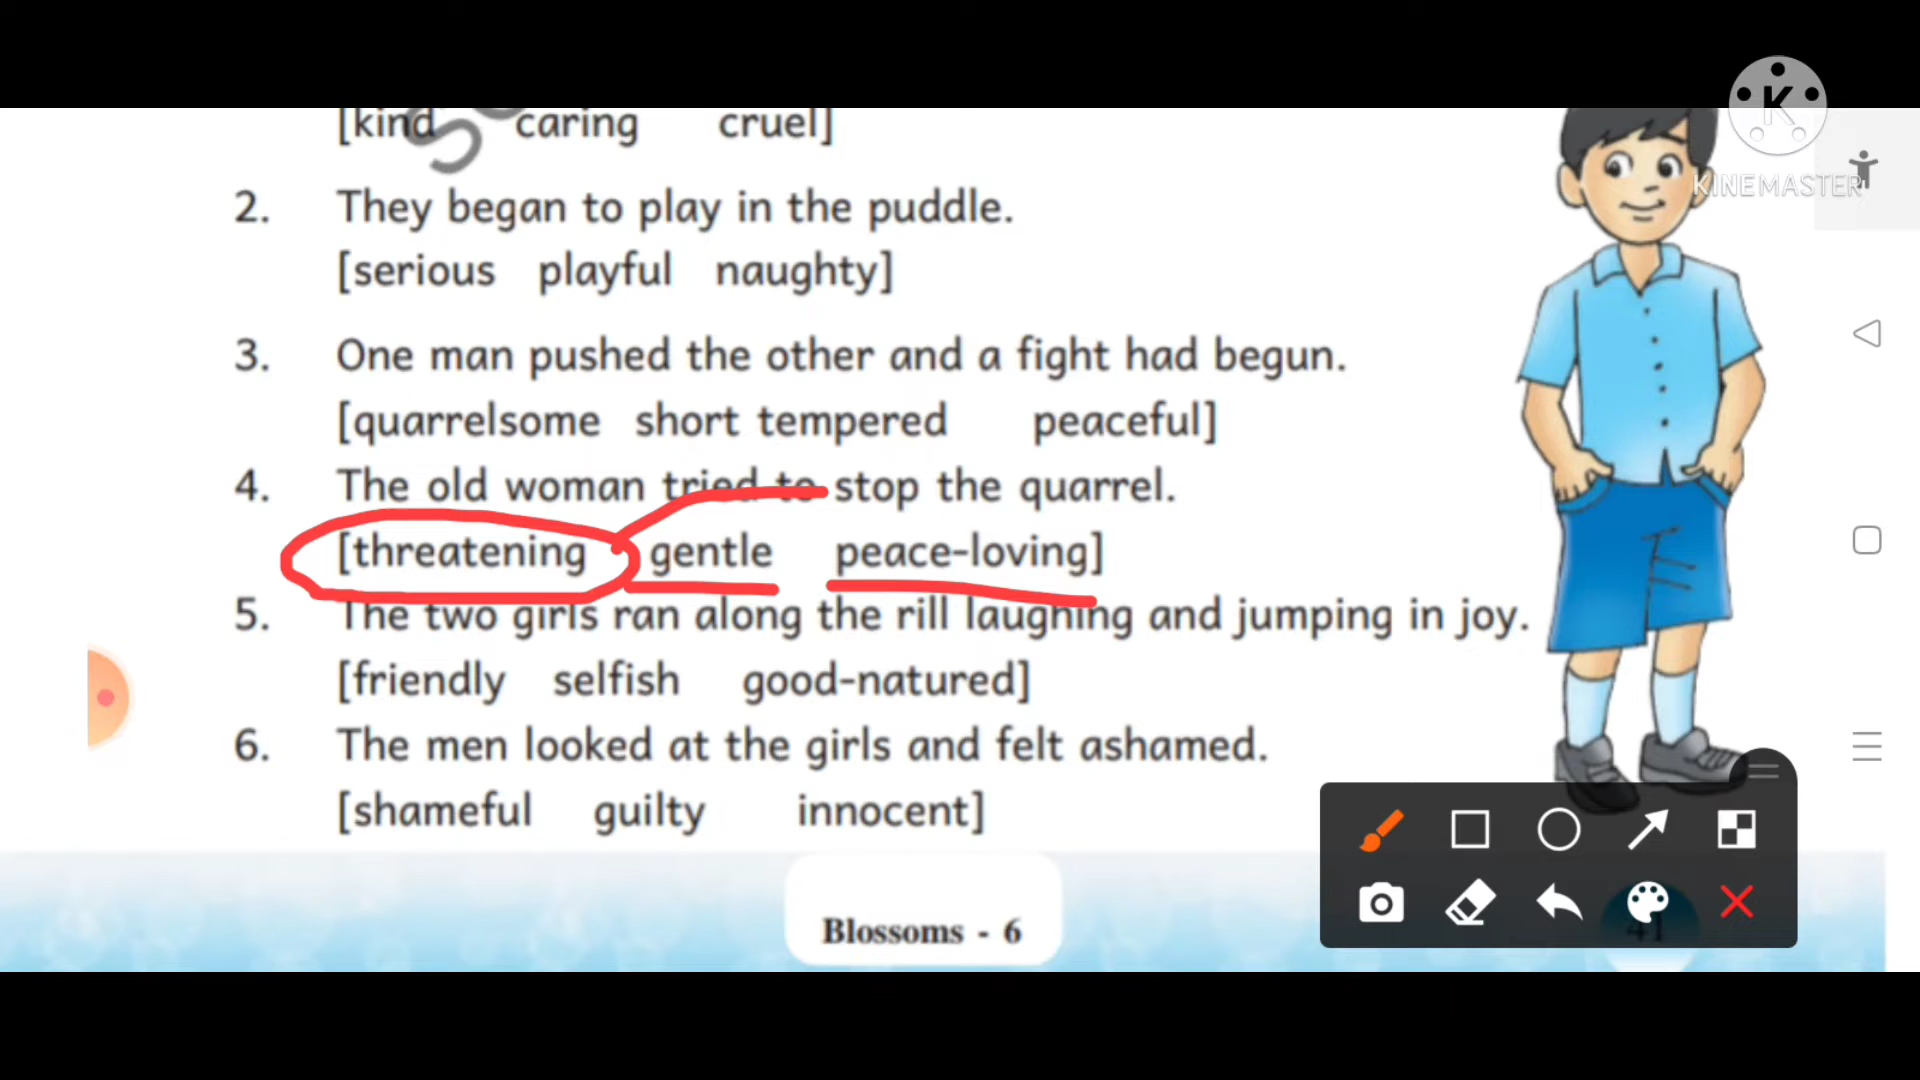 [kind caring cruel]
K
KINEMASTER
2. They began to play in the puddle.
[serious playful naughty]
3. One man pushed the other and a fight had begun.
[quarrelsome short tempered peaceful]
4. The old woman tried to stop the quarrel.
[threatening gentle peace-loving]
5. The two girls ran along the rill laughing and jumping in joy.
[friendly selfish good-natured]
6. The men looked at the girls and felt ashamed.
[shameful guilty innocent]
Blossoms - 6
41